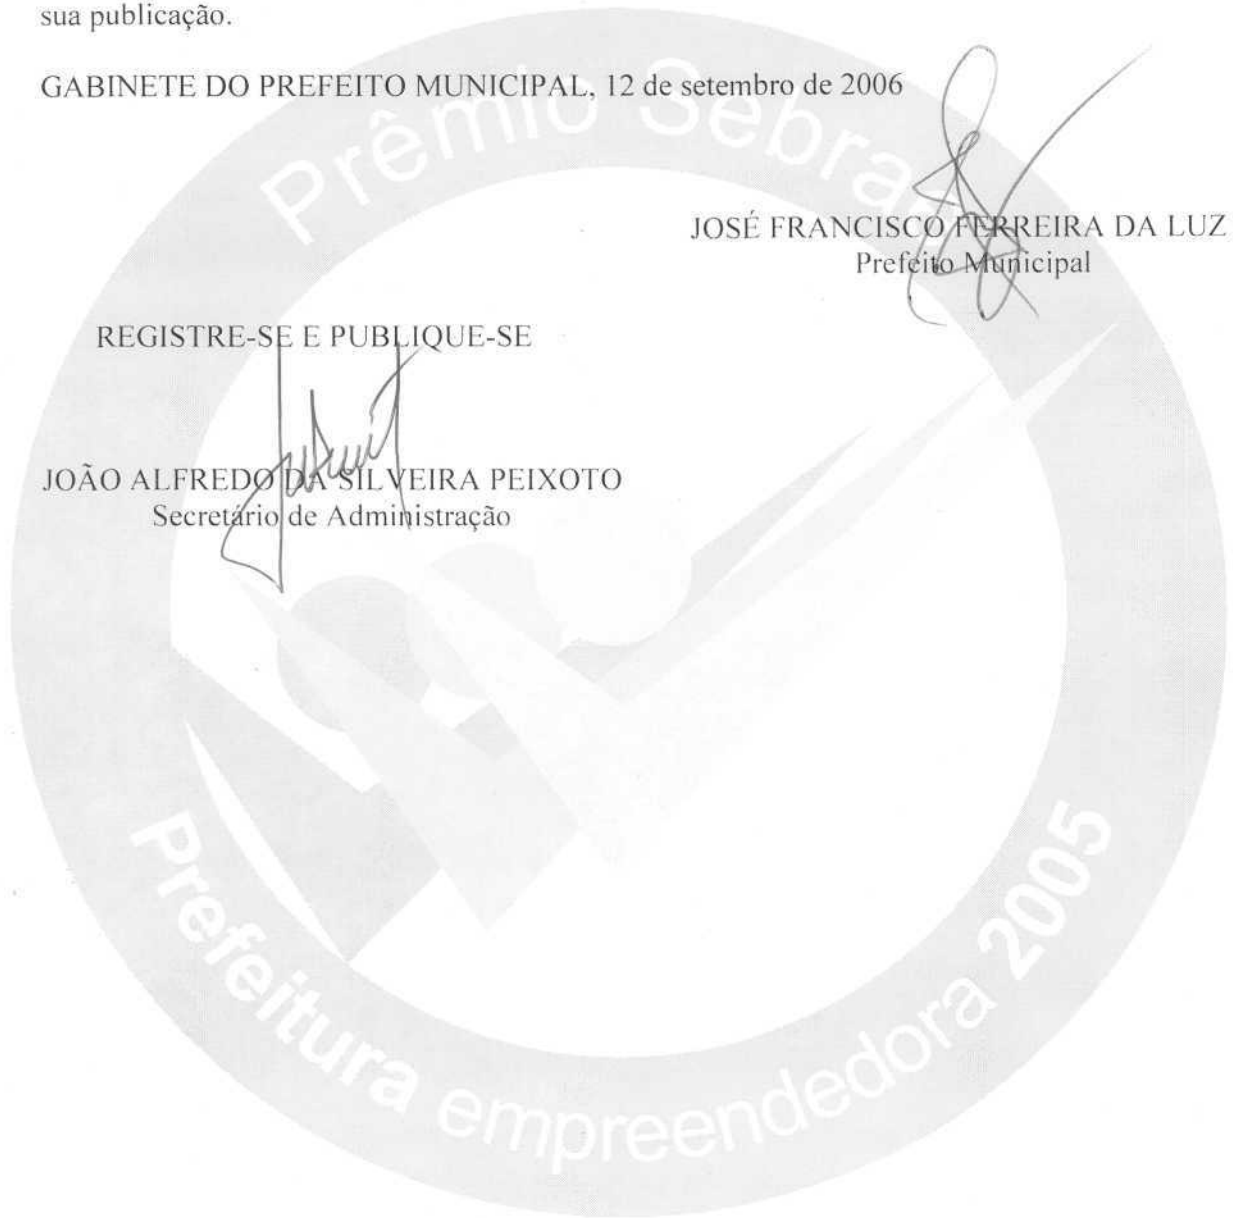 sua publicação.
GABINETE DO PREFEITO MUNICIPAL, 12 de setembro de 2006
Prêmio Sebrae
JOSÉ FRANCISCO FERREIRA DA LUZ
Prefeito Municipal
REGISTRE-SE E PUBLIQUE-SE
JOÃO ALFREDO DA SILVEIRA PEIXOTO
Secretário de Administração
Prefeitura empreendedora 2005